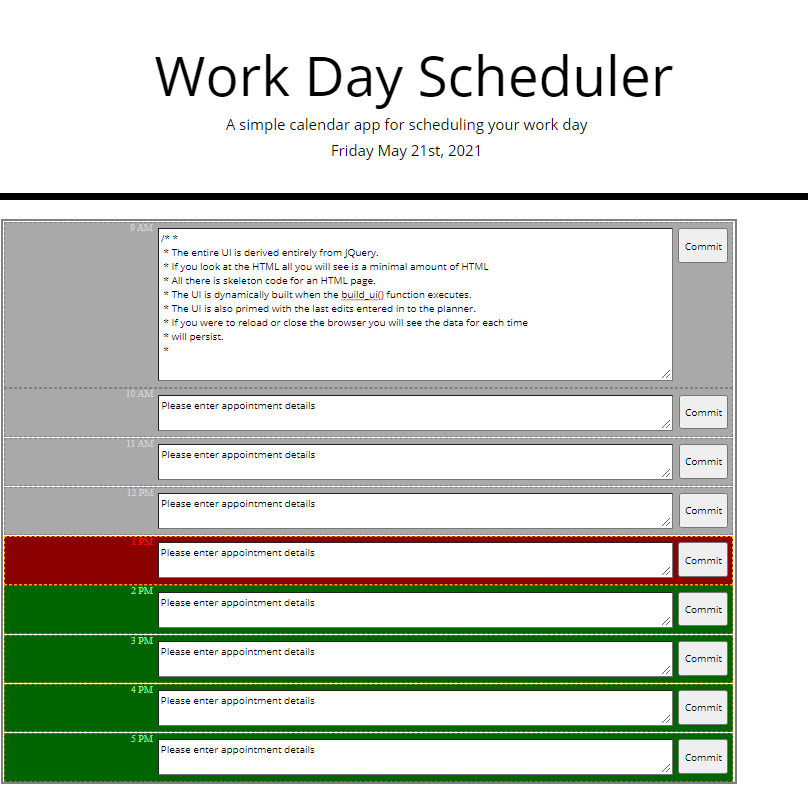 Work Day Scheduler
A simple calendar app for scheduling your work day
Friday May 21st, 2021
9 AM
/* *
* The entire UI is derived entirely from JQuery.
* If you look at the HTML all you will see is a minimal amount of HTML
* All there is skeleton code for an HTML page.
* The UI is dynamically built when the build_ui() function executes.
* The UI is also primed with the last edits entered in to the planner.
* If you were to reload or close the browser you will see the data for each time
* will persist.
*
Commit
10 AM
Please enter appointment details
Commit
11 AM
Please enter appointment details
Commit
12 PM
Please enter appointment details
Commit
1 PM
Please enter appointment details
Commit
2 PM
Please enter appointment details
Commit
3 PM
Please enter appointment details
Commit
4 PM
Please enter appointment details
Commit
5 PM
Please enter appointment details
Commit